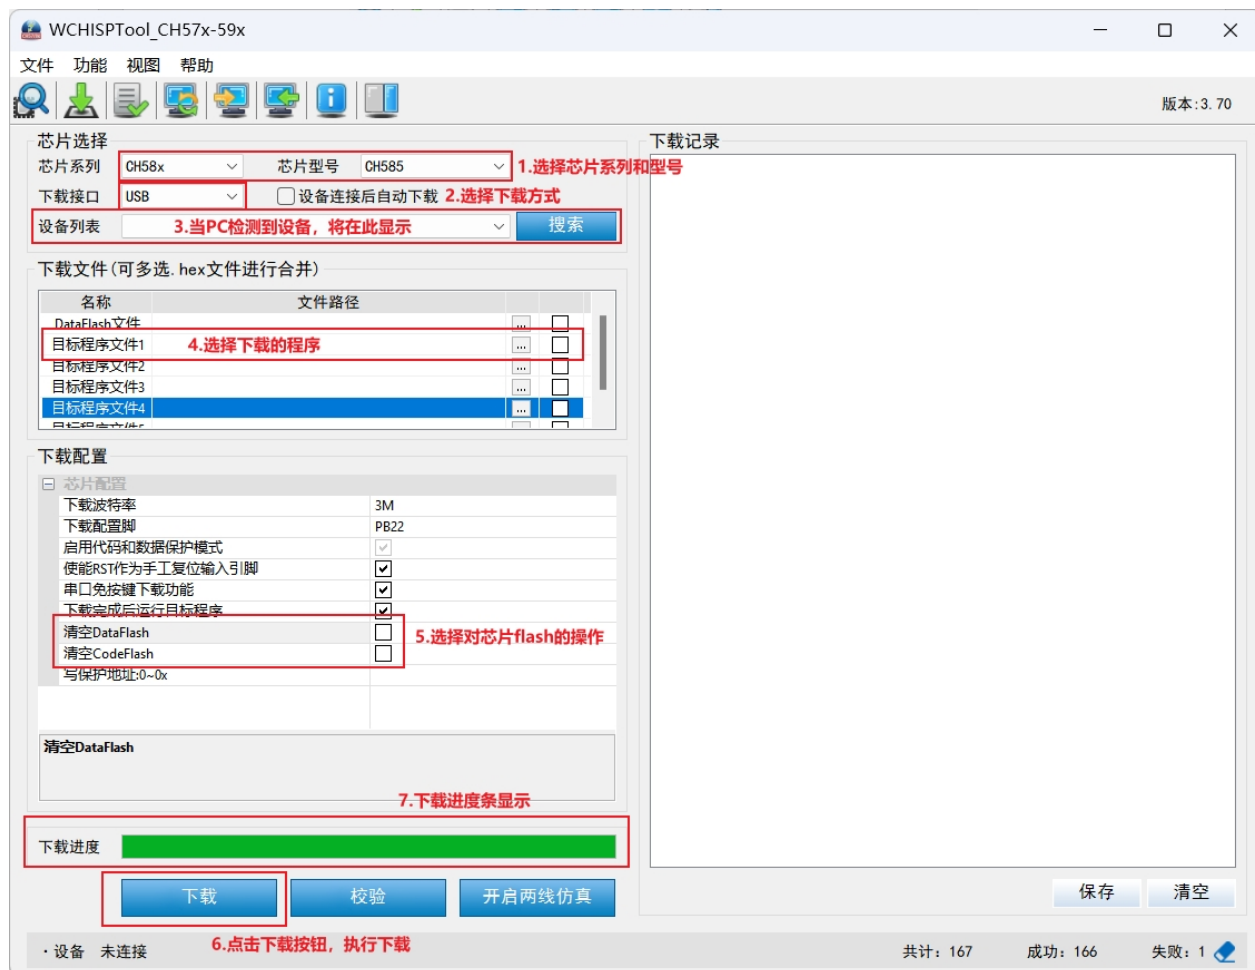 WCHISPTool_CH57x-59x
文件 功能 视图 帮助
版本:3.70
芯片选择
芯片系列 CH58x 芯片型号 CH585 1.选择芯片系列和型号
下载接口 USB 设备连接后自动下载 2.选择下载方式
设备列表 3.当PC检测到设备，将在此显示 搜索
下载文件(可多选.hex文件进行合并)
名称 文件路径
DataFlash文件 ...
目标程序文件1 4.选择下载的程序 ...
目标程序文件2 ...
目标程序文件3 ...
目标程序文件4 ...
目标程序文件5
下载配置
芯片配置
下载波特率 3M
下载配置脚 PB22
启用代码和数据保护模式
使能RST作为手工复位输入引脚
串口免按键下载功能
下载完成后运行目标程序
清空DataFlash
清空CodeFlash
5.选择对芯片flash的操作
写保护地址:0~0x
清空DataFlash
7.下载进度条显示
下载进度
下载 校验 开启两线仿真
6.点击下载按钮，执行下载
·设备 未连接
下载记录
保存 清空
共计: 167 成功: 166 失败: 1